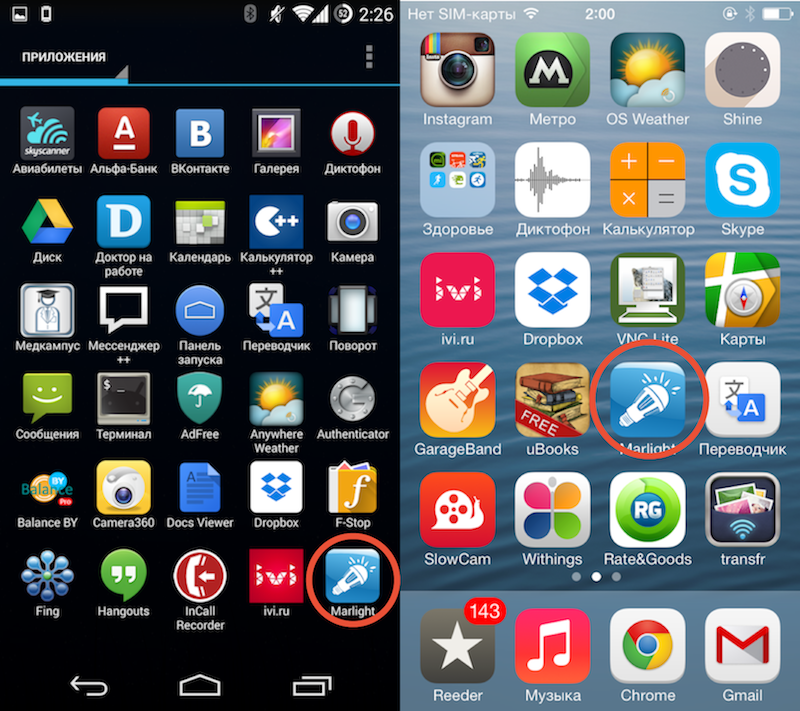 52 2:26
ПРИЛОЖЕНИЯ
skyscanner
Авиабилеты Альфа-Банк ВКонтакте Галерея Диктофон
Диск Доктор на работе Календарь Калькулятор ++ Камера
Медкампус Мессенджер ++ Панель запуска Переводчик Поворот
Сообщения Терминал AdFree Anywhere Weather Authenticator
Balance BY
Pro
Balance BY Camera360 Docs Viewer Dropbox F-Stop
Fing Hangouts InCall Recorder ivi.ru Marlight
Нет SIM-карты 2:00
Instagram Метро OS Weather Shine
Здоровье Диктофон Калькулятор Skype
ivi.ru Dropbox VNC Lite Карты
FREE
GarageBand uBooks Marlight Переводчик
RG
SlowCam Withings Rate&Goods transfr
143
Reeder Музыка Chrome Gmail